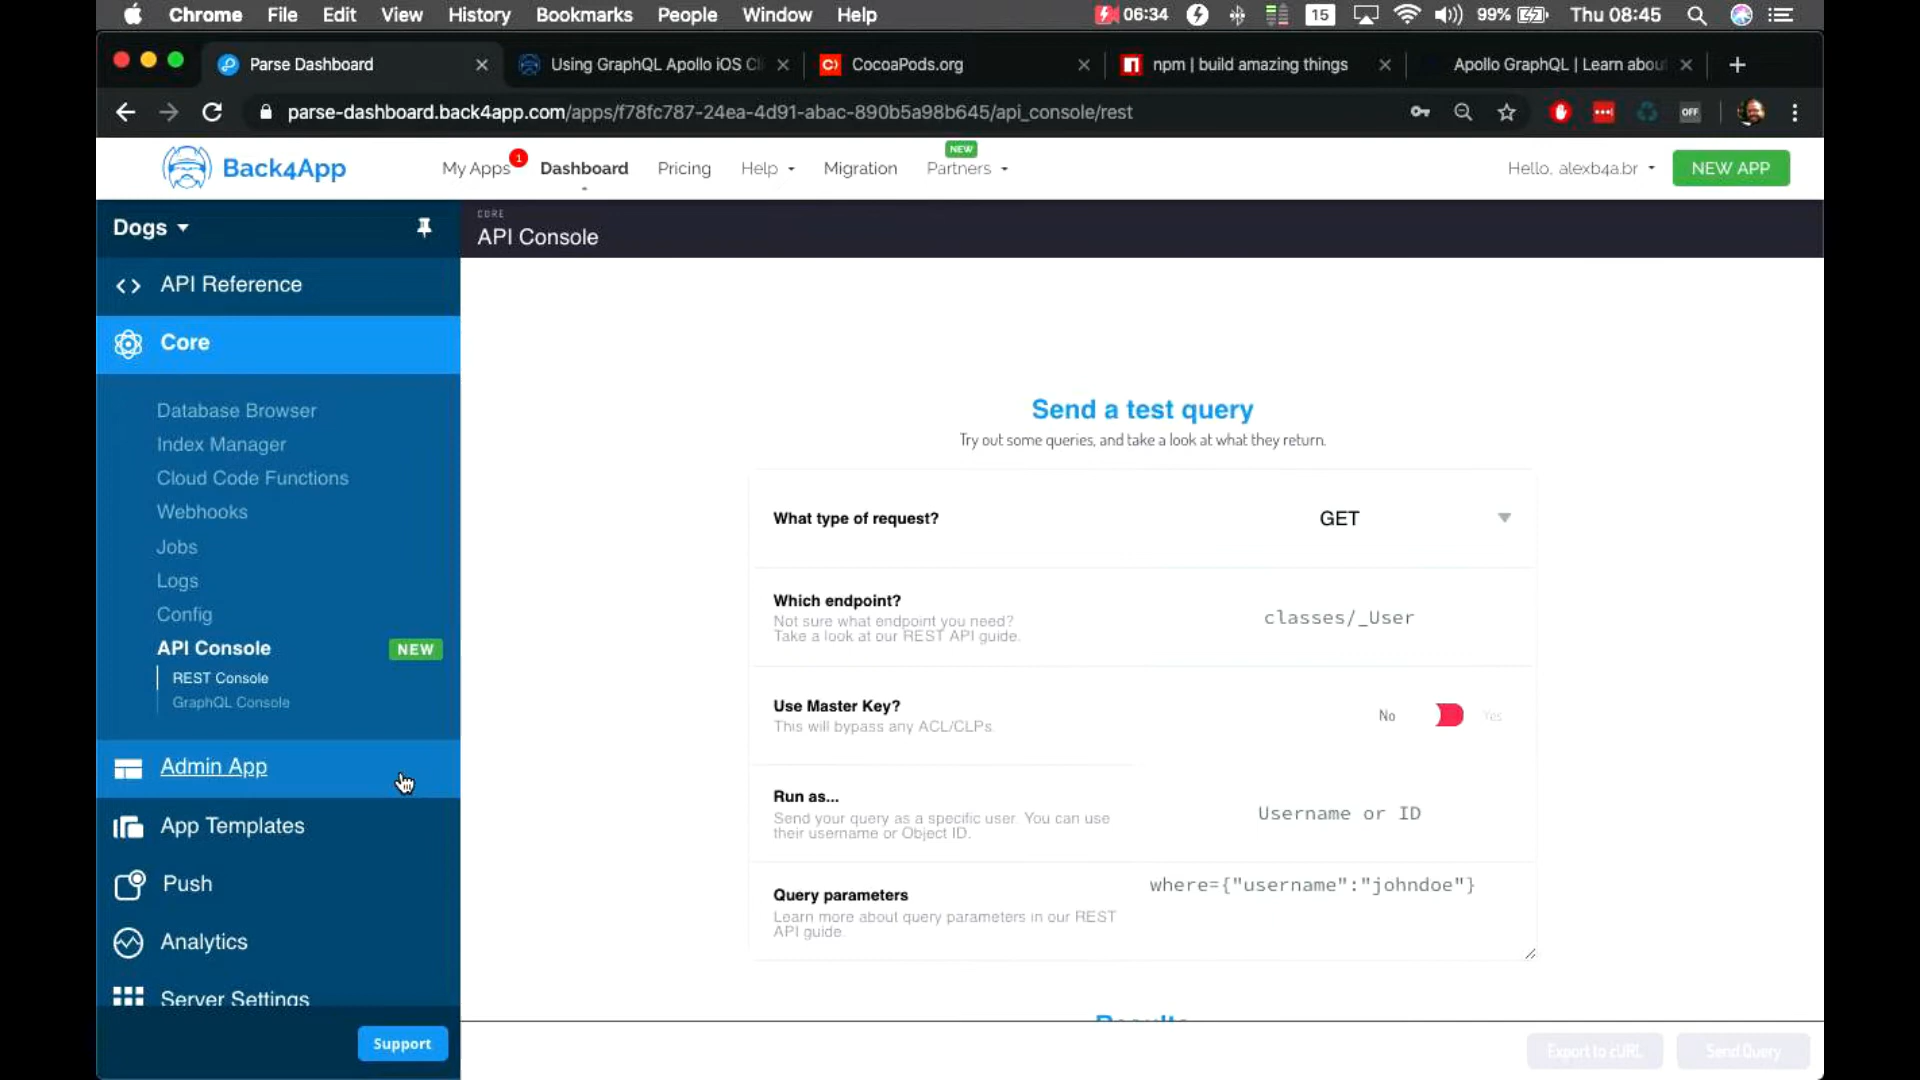 Chrome File Edit View History Bookmarks People Window Help 06:34 15 99% Thu 08:45
Parse Dashboard Using GraphQL Apollo iOS Cl CocoaPods.org npm | build amazing things Apollo GraphQL | Learn about
parse-dashboard.back4app.com/apps/f78fc787-24ea-4d91-abac-890b5a98b645/api_console/rest OFF
NEW
Back4App My Apps 1 Dashboard Pricing Help Migration Partners Hello, alexb4a.br NEW APP
Dogs
CORE
API Console
API Reference
Core
Database Browser
Index Manager
Cloud Code Functions
Webhooks
Jobs
Logs
Config
API Console NEW
REST Console
GraphQL Console
Admin App
App Templates
Push
Analytics
Server Settings
Support
Send a test query
Try out some queries, and take a look at what they return.
What type of request? GET
Which endpoint?
Not sure what endpoint you need?
Take a look at our REST API guide.
classes/_User
Use Master Key?
This will bypass any ACL/CLPs.
No Yes
Run as...
Send your query as a specific user. You can use
their username or Object ID.
Username or ID
Query parameters
Learn more about query parameters in our REST
API guide.
where={"username":"johndoe"}
Results
Export to cURL Send Query